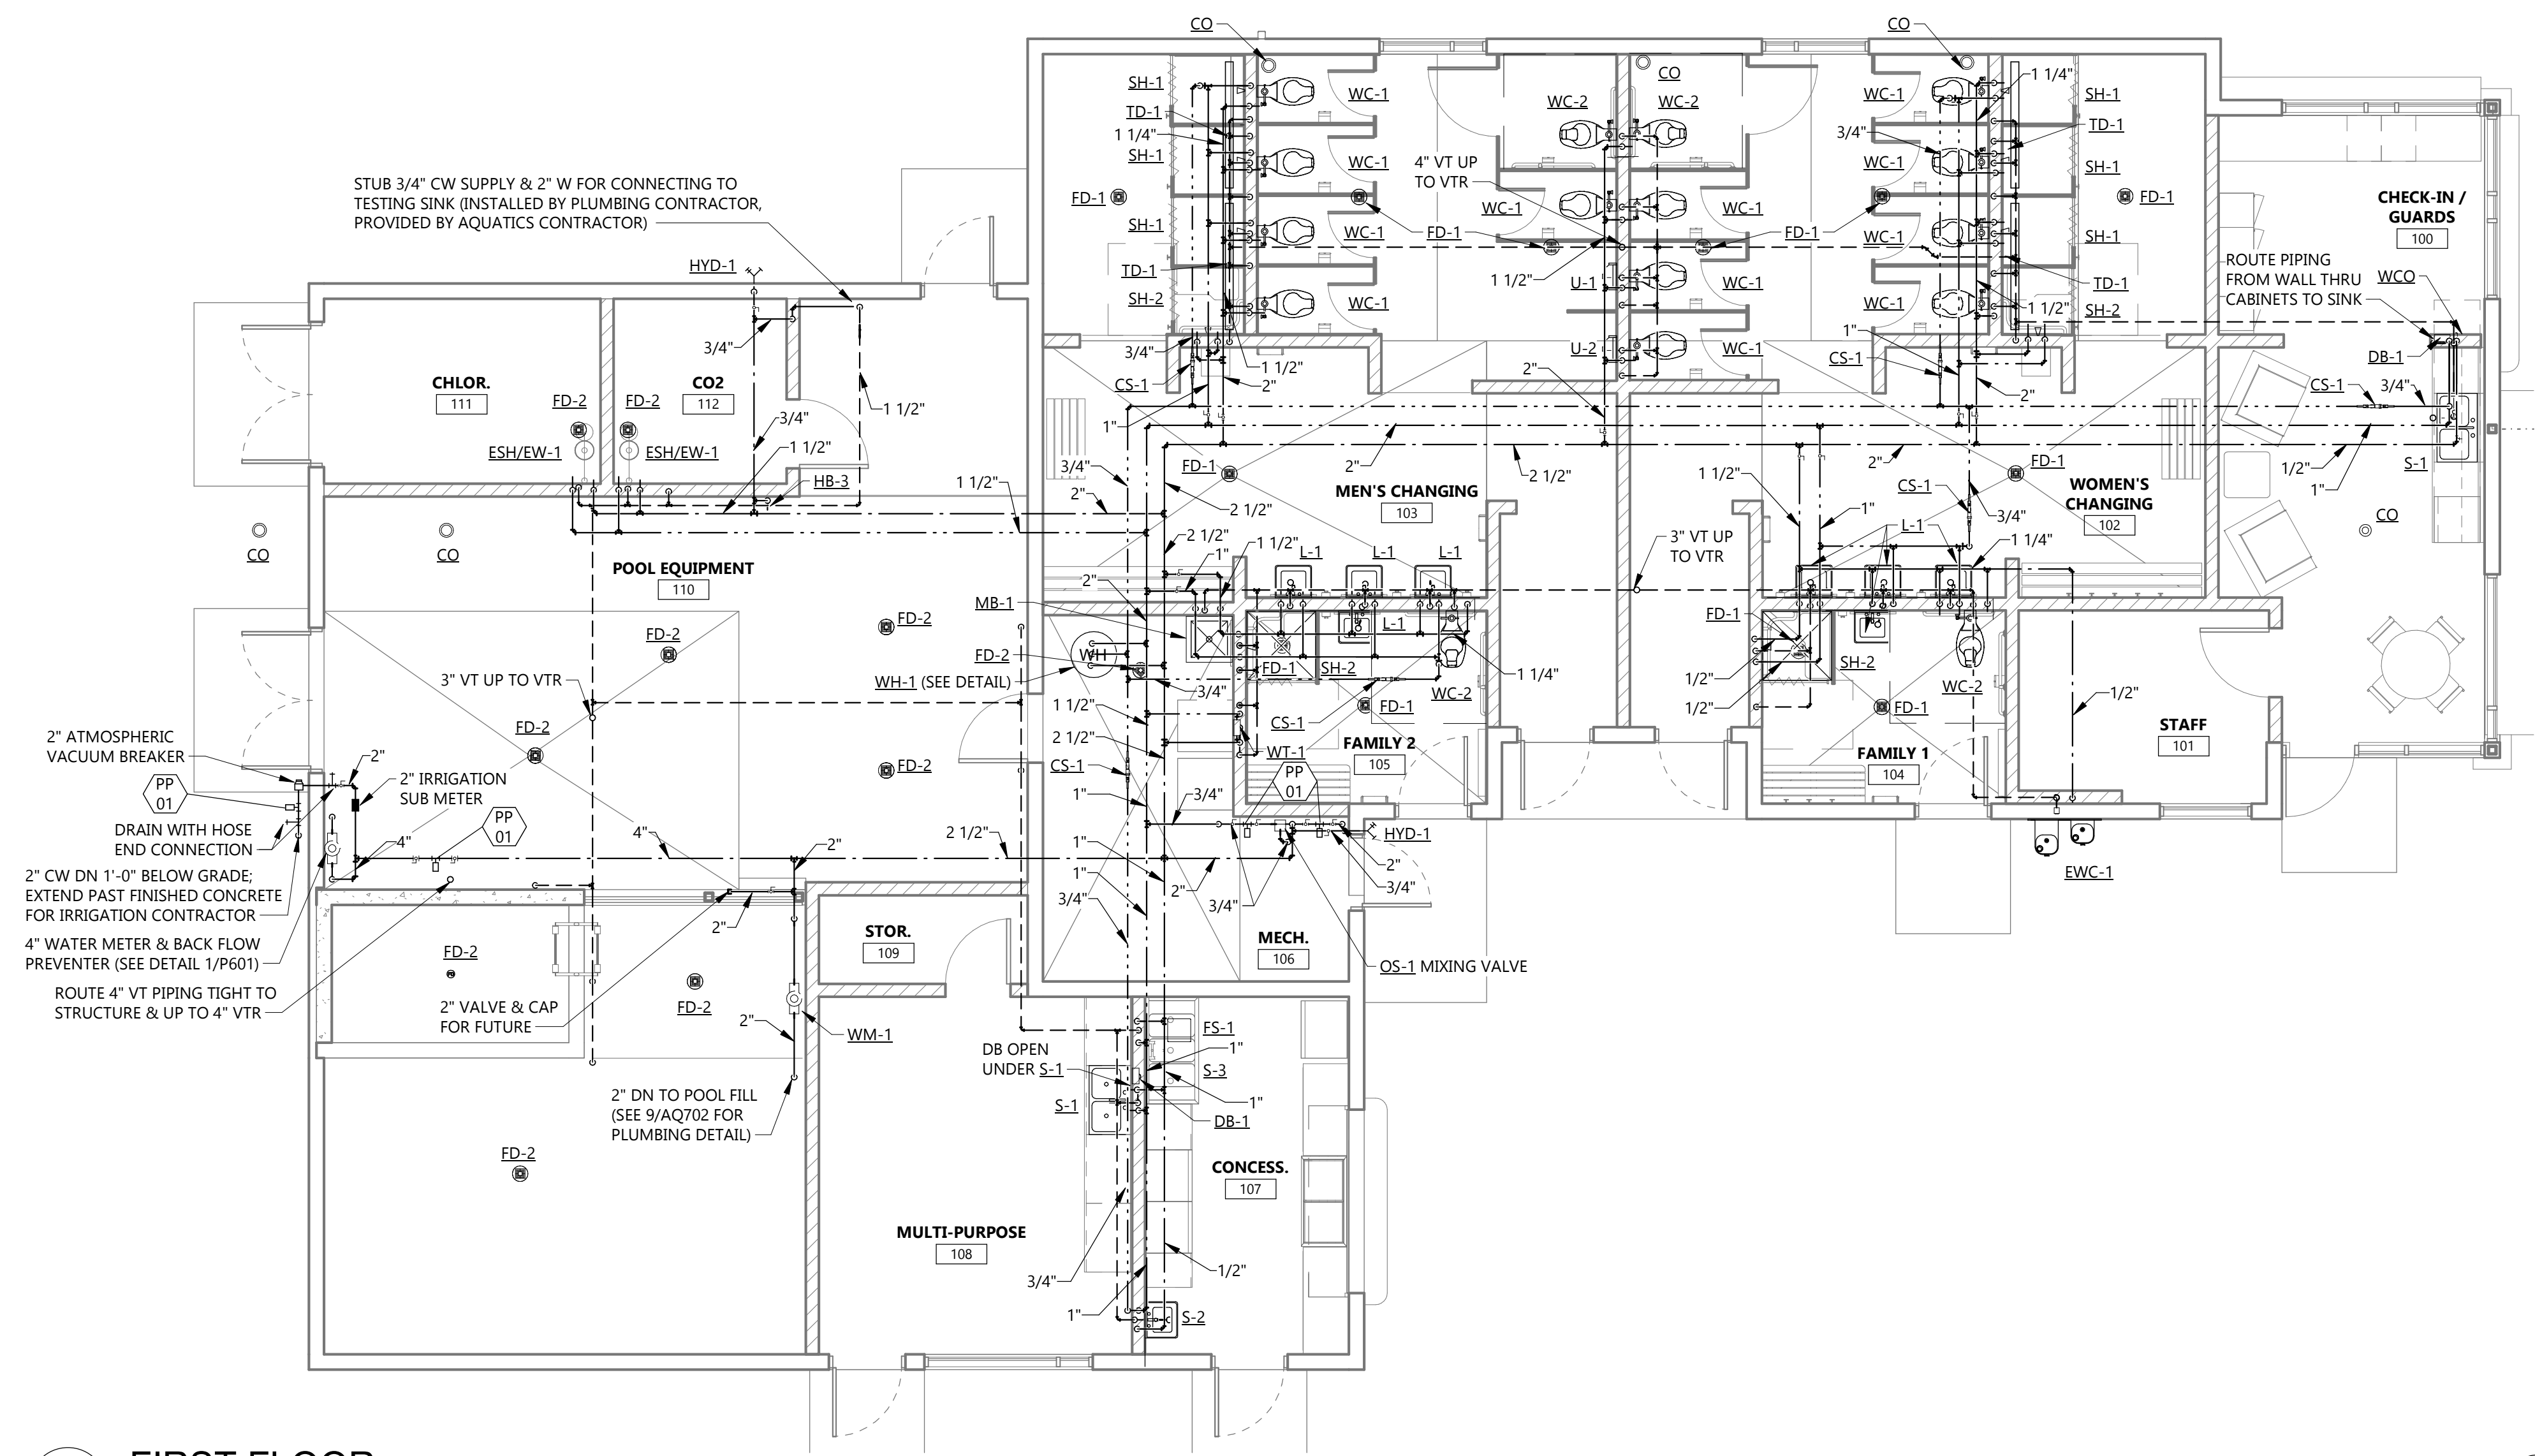 CO
CO
SH-1
TD-1
1 1/4"
SH-1
SH-1
TD-1
SH-2
FD-1
WC-1
WC-1
WC-1
WC-1
WC-2
CO
WC-2
4" VT UP
TO VTR
WC-1
WC-1
FD-1
FD-1
1 1/2"
U-1
WC-1
U-2
WC-1
WC-1
3/4"
WC-1
WC-1
WC-1
1 1/4"
SH-1
TD-1
SH-1
FD-1
SH-1
TD-1
1 1/2"
SH-2
CHECK-IN /
GUARDS
100
ROUTE PIPING
FROM WALL THRU
CABINETS TO SINK
WCO
DB-1
CS-1
3/4"
S-1
1/2"
1"
CO
STUB 3/4" CW SUPPLY & 2" W FOR CONNECTING TO
TESTING SINK (INSTALLED BY PLUMBING CONTRACTOR,
PROVIDED BY AQUATICS CONTRACTOR)
HYD-1
3/4"
CHLOR.
111
CO2
112
FD-2
FD-2
ESH/EW-1
ESH/EW-1
3/4"
1 1/2"
1 1/2"
HB-3
3/4"
CS-1
1 1/2"
2"
1"
2"
2"
2"
2 1/2"
1"
CS-1
2"
2"
3/4"
2"
1 1/2"
FD-1
MEN'S CHANGING
103
2 1/2"
2 1/2"
1"
1 1/2"
L-1
L-1
L-1
1 1/2"
1"
CS-1
3/4"
L-1
1 1/4"
FD-1
WOMEN'S
CHANGING
102
3" VT UP
TO VTR
CO
CO
POOL EQUIPMENT
110
FD-2
FD-2
FD-2
FD-2
3" VT UP TO VTR
2"
MB-1
FD-2
WH
WH-1 (SEE DETAIL)
3/4"
FD-1
SH-2
L-1
WC-2
1 1/4"
FD-1
CS-1
WT-1
1 1/2"
2 1/2"
CS-1
1"
FAMILY 2
105
PP
01
FD-1
SH-2
1/2"
1/2"
WC-2
FD-1
FAMILY 1
104
1/2"
STAFF
101
EWC-1
2" ATMOSPHERIC
VACUUM BREAKER
PP
01
2"
2" IRRIGATION
SUB METER
PP
01
DRAIN WITH HOSE
END CONNECTION
4"
4"
2"
2 1/2"
2" CW DN 1'-0" BELOW GRADE;
EXTEND PAST FINISHED CONCRETE
FOR IRRIGATION CONTRACTOR
4" WATER METER & BACK FLOW
PREVENTER (SEE DETAIL 1/P601)
ROUTE 4" VT PIPING TIGHT TO
STRUCTURE & UP TO 4" VTR
FD-2
2" VALVE & CAP
FOR FUTURE
2"
FD-2
2"
WM-1
2" DN TO POOL FILL
(SEE 9/AQ702 FOR
PLUMBING DETAIL)
FD-2
STOR.
109
3/4"
1"
1"
3/4"
2"
3/4"
HYD-1
2"
3/4"
MECH.
106
OS-1 MIXING VALVE
DB OPEN
UNDER S-1
FS-1
1"
S-3
1"
DB-1
S-1
CONCESS.
107
MULTI-PURPOSE
108
3/4"
1"
1/2"
S-2
FIRST FLOOR